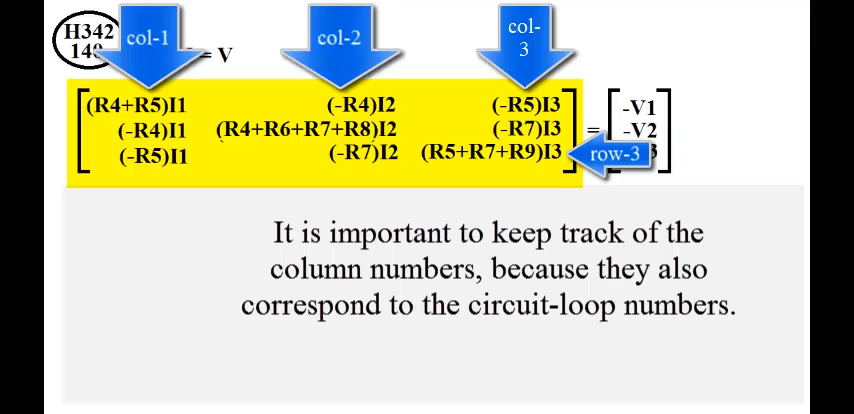 H342
140
= V
col-1
col-2
col-
3
(R4+R5)I1 (-R4)I2 (-R5)I3 -V1
(-R4)I1 (R4+R6+R7+R8)I2 (-R7)I3 = -V2
(-R5)I1 (-R7)I2 (R5+R7+R9)I3 row-3 3
It is important to keep track of the
column numbers, because they also
correspond to the circuit-loop numbers.